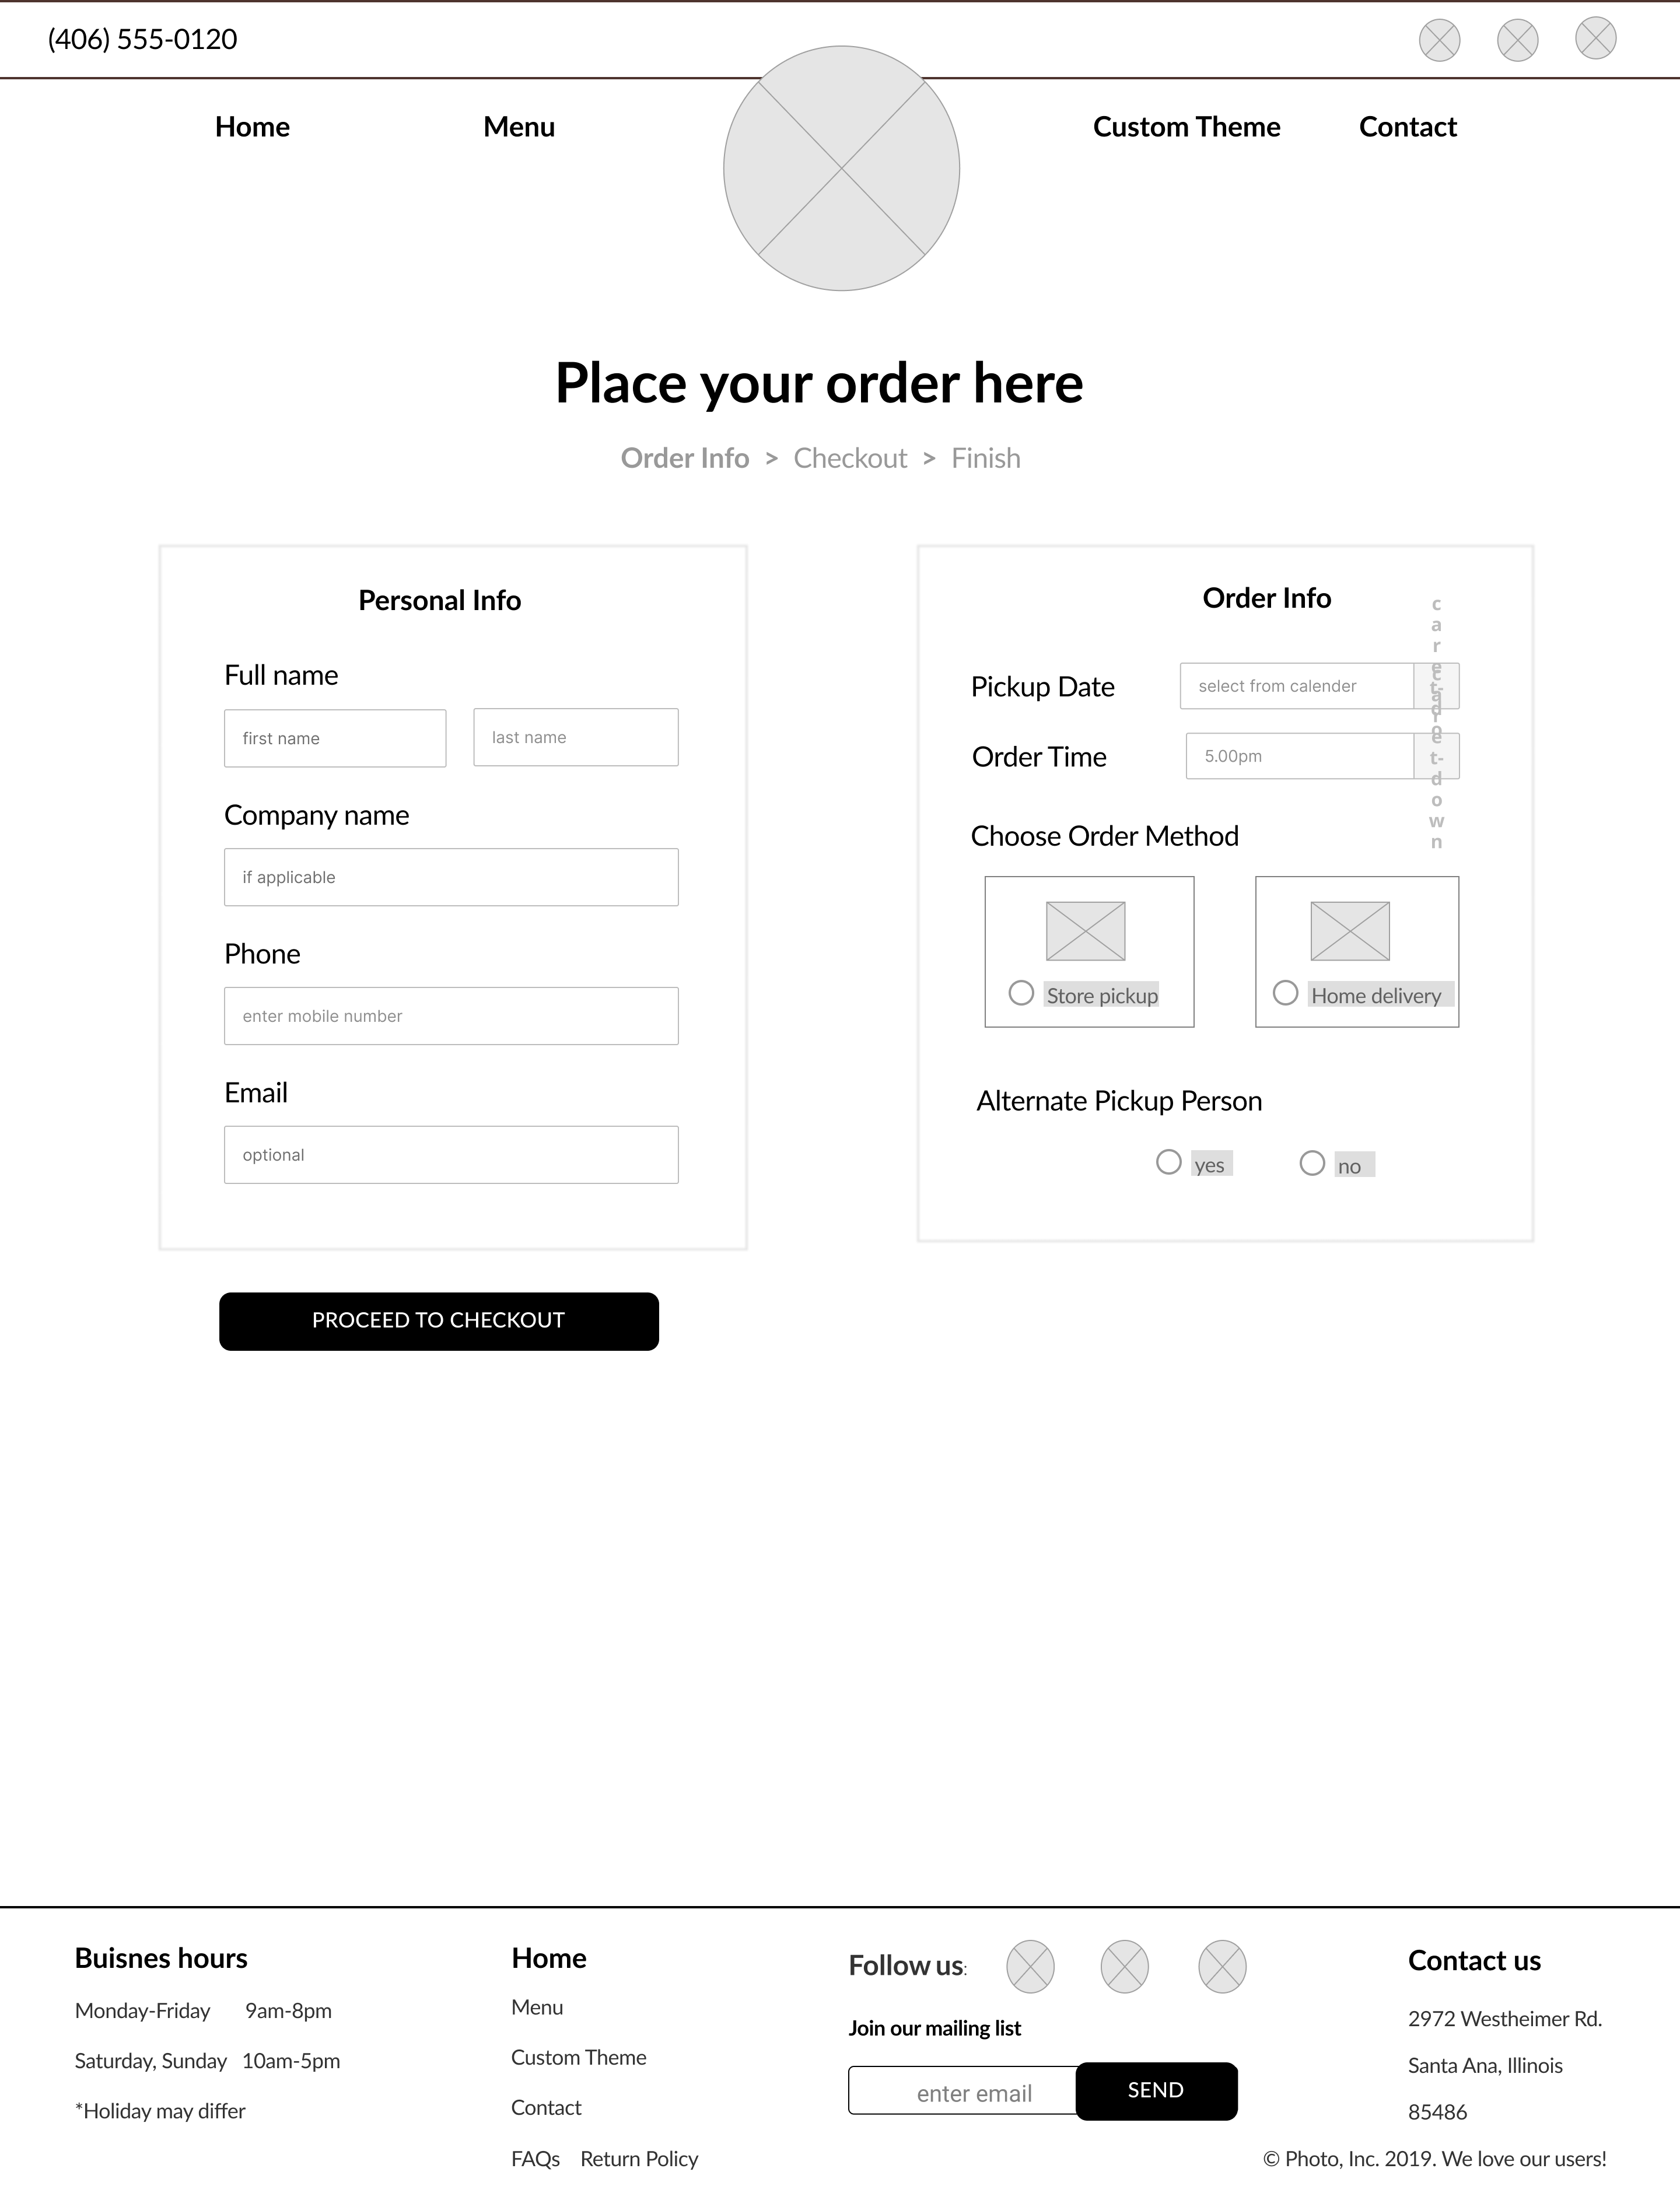 (406) 555-0120
Home Menu Custom Theme Contact
Place your order here
Order Info > Checkout > Finish
Personal Info
Full name
first name last name
Company name
if applicable
Phone
enter mobile number
Email
optional
PROCEED TO CHECKOUT
Order Info
Pickup Date select from calender
Order Time 5.00pm
caret-down
Choose Order Method
Store pickup Home delivery
Alternate Pickup Person
yes no
Buisnes hours
Monday-Friday 9am-8pm
Saturday, Sunday 10am-5pm
*Holiday may differ
Home
Menu
Custom Theme
Contact
FAQs Return Policy
Follow us:
Join our mailing list
enter email SEND
Contact us
2972 Westheimer Rd.
Santa Ana, Illinois
85486
© Photo, Inc. 2019. We love our users!